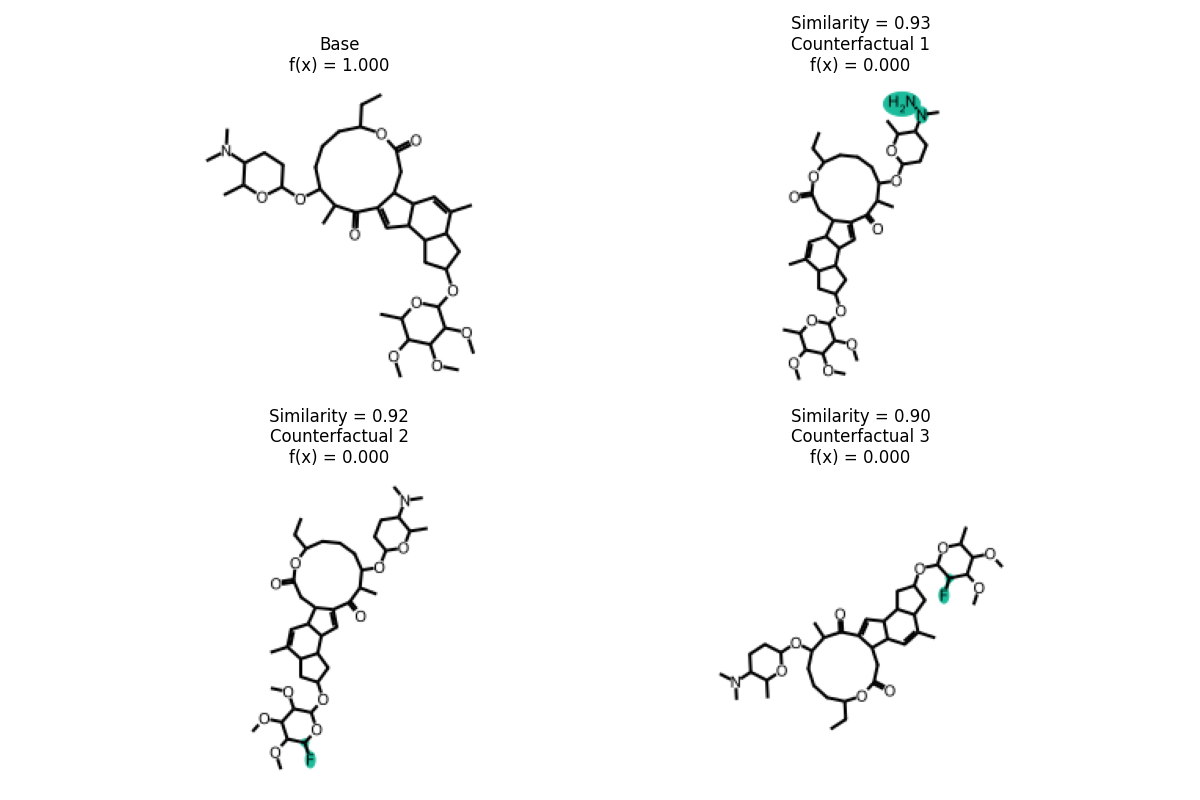 Base
f(x) = 1.000
N
O
O
O
O
O
O
O
O
O
O
Similarity = 0.93
Counterfactual 1
f(x) = 0.000
H₂N
N
O
O
O
O
O
O
O
O
O
O
Similarity = 0.92
Counterfactual 2
f(x) = 0.000
N
O
O
O
O
O
O
O
O
O
O
F
Similarity = 0.90
Counterfactual 3
f(x) = 0.000
O
O
O
O
F
O
O
O
N
O
O